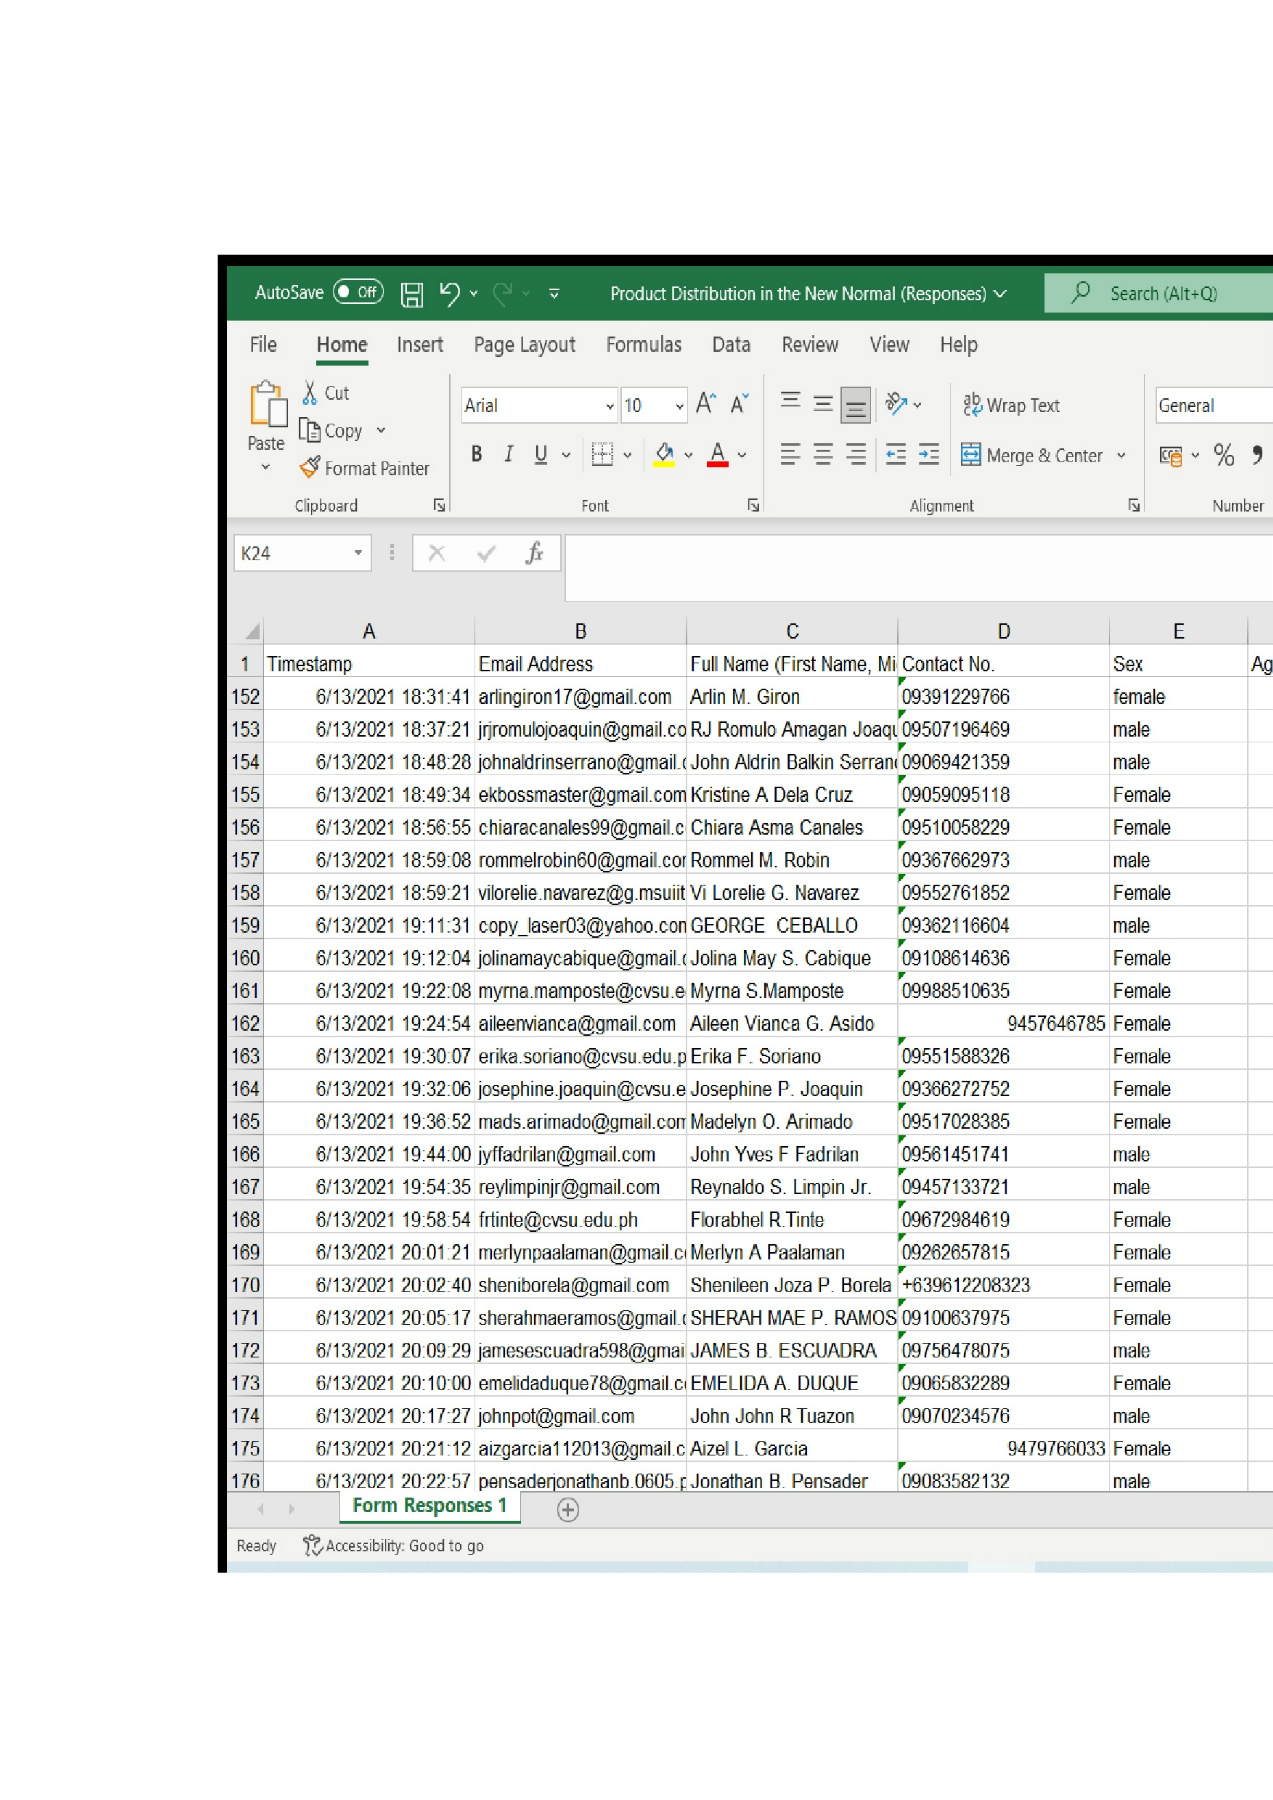 AutoSave Off Product Distribution in the New Normal (Responses) Search (Alt+Q)
File Home Insert Page Layout Formulas Data Review View Help
Paste Cut Copy Format Painter
Arial 10
B I U A
ab Wrap Text
Merge & Center
General
% ,
Clipboard Font Alignment Number
K24 fx
A B C D E
1 Timestamp Email Address Full Name (First Name, Mi Contact No. Sex Ag
152 6/13/2021 18:31:41 arlingiron17@gmail.com Arlin M. Giron 09391229766 female
153 6/13/2021 18:37:21 jrjromulojoaquin@gmail.co RJ Romulo Amagan Joaqu 09507196469 male
154 6/13/2021 18:48:28 johnaldrinserrano@gmail.c John Aldrin Balkin Serran 09069421359 male
155 6/13/2021 18:49:34 ekbossmaster@gmail.com Kristine A Dela Cruz 09059095118 Female
156 6/13/2021 18:56:55 chiaracanales99@gmail.c Chiara Asma Canales 09510058229 Female
157 6/13/2021 18:59:08 rommelrobin60@gmail.cor Rommel M. Robin 09367662973 male
158 6/13/2021 18:59:21 vilorelie.navarez@g.msuiit Vi Lorelie G. Navarez 09552761852 Female
159 6/13/2021 19:11:31 copy_laser03@yahoo.con GEORGE CEBALLO 09362116604 male
160 6/13/2021 19:12:04 jolinamaycabique@gmail.c Jolina May S. Cabique 09108614636 Female
161 6/13/2021 19:22:08 myrna.mamposte@cvsu.e Myrna S.Mamposte 09988510635 Female
162 6/13/2021 19:24:54 aileenvianca@gmail.com Aileen Vianca G. Asido 9457646785 Female
163 6/13/2021 19:30:07 erika.soriano@cvsu.edu.p Erika F. Soriano 09551588326 Female
164 6/13/2021 19:32:06 josephine.joaquin@cvsu.e Josephine P. Joaquin 09366272752 Female
165 6/13/2021 19:36:52 mads.arimado@gmail.com Madelyn O. Arimado 09517028385 Female
166 6/13/2021 19:44:00 jyffadrilan@gmail.com John Yves F Fadrilan 09561451741 male
167 6/13/2021 19:54:35 reylimpinjr@gmail.com Reynaldo S. Limpin Jr. 09457133721 male
168 6/13/2021 19:58:54 frtinte@cvsu.edu.ph Florabhel R.Tinte 09672984619 Female
169 6/13/2021 20:01:21 merlynpaalaman@gmail.c Merlyn A Paalaman 09262657815 Female
170 6/13/2021 20:02:40 sheniborela@gmail.com Shenileen Joza P. Borela +639612208323 Female
171 6/13/2021 20:05:17 sherahmaeramos@gmail.c SHERAH MAE P. RAMOS 09100637975 Female
172 6/13/2021 20:09:29 jamesescuadra598@gmai JAMES B. ESCUADRA 09756478075 male
173 6/13/2021 20:10:00 emelidaduque78@gmail.c EMELIDA A. DUQUE 09065832289 Female
174 6/13/2021 20:17:27 johnpot@gmail.com John John R Tuazon 09070234576 male
175 6/13/2021 20:21:12 aizgarcia112013@gmail.c Aizel L. Garcia 9479766033 Female
176 6/13/2021 20:22:57 pensaderjonathanb.0605.p Jonathan B. Pensader 09083582132 male
Form Responses 1
Ready Accessibility: Good to go